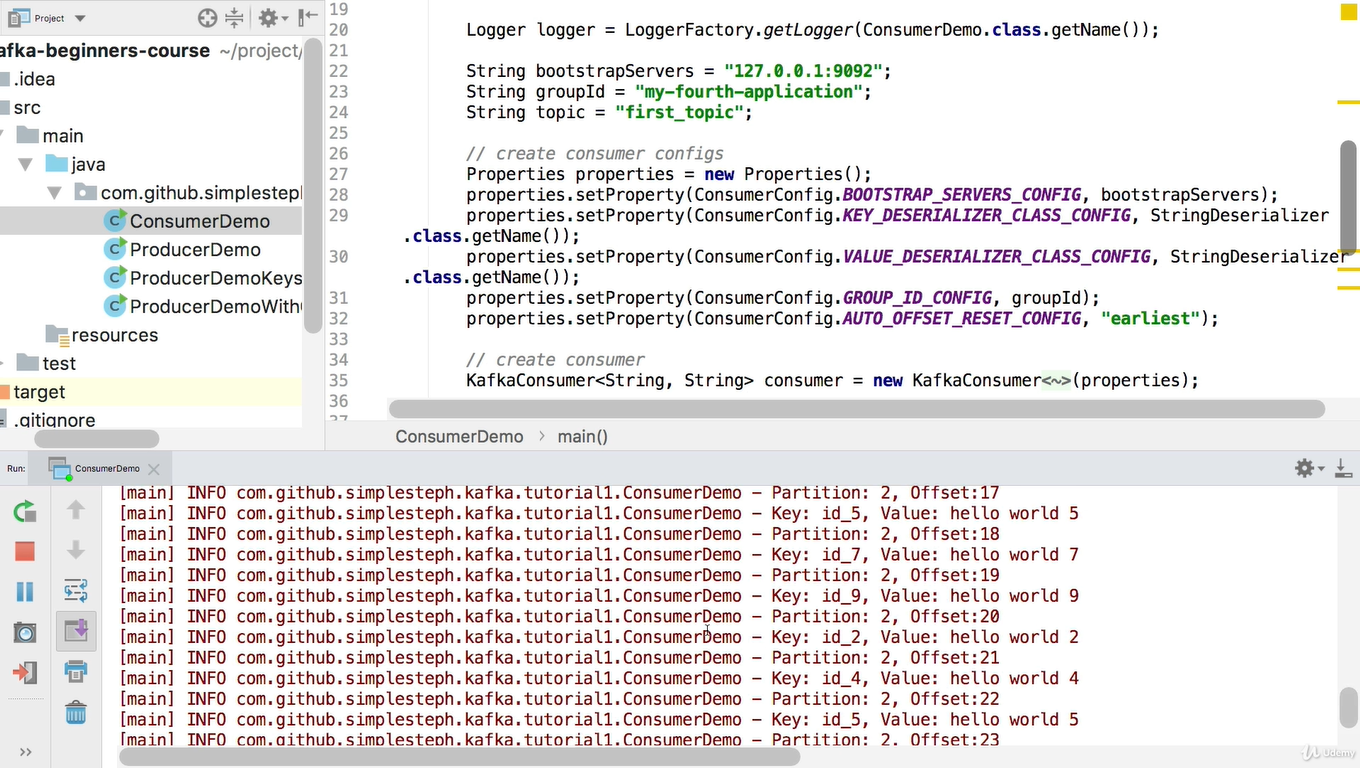 Project
19
afka-beginners-course ~/project/
.idea
src
main
java
com.github.simplestep
ConsumerDemo
ProducerDemo
ProducerDemoKeys
ProducerDemoWith
resources
test
target
.gitignore
20 Logger logger = LoggerFactory.getLogger(ConsumerDemo.class.getName());
21
22 String bootstrapServers = "127.0.0.1:9092";
23 String groupId = "my-fourth-application";
24 String topic = "first_topic";
25
26 // create consumer configs
27 Properties properties = new Properties();
28 properties.setProperty(ConsumerConfig.BOOTSTRAP_SERVERS_CONFIG, bootstrapServers);
29 properties.setProperty(ConsumerConfig.KEY_DESERIALIZER_CLASS_CONFIG, StringDeserializer
.class.getName());
30 properties.setProperty(ConsumerConfig.VALUE_DESERIALIZER_CLASS_CONFIG, StringDeserializer
.class.getName());
31 properties.setProperty(ConsumerConfig.GROUP_ID_CONFIG, groupId);
32 properties.setProperty(ConsumerConfig.AUTO_OFFSET_RESET_CONFIG, "earliest");
33
34 // create consumer
35 KafkaConsumer<String, String> consumer = new KafkaConsumer<~>(properties);
36
37
ConsumerDemo > main()
Run: ConsumerDemo
[main] INFO com.github.simplesteph.kafka.tutorial1.ConsumerDemo - Partition: 2, Offset:17
[main] INFO com.github.simplesteph.kafka.tutorial1.ConsumerDemo - Key: id_5, Value: hello world 5
[main] INFO com.github.simplesteph.kafka.tutorial1.ConsumerDemo - Partition: 2, Offset:18
[main] INFO com.github.simplesteph.kafka.tutorial1.ConsumerDemo - Key: id_7, Value: hello world 7
[main] INFO com.github.simplesteph.kafka.tutorial1.ConsumerDemo - Partition: 2, Offset:19
[main] INFO com.github.simplesteph.kafka.tutorial1.ConsumerDemo - Key: id_9, Value: hello world 9
[main] INFO com.github.simplesteph.kafka.tutorial1.ConsumerDemo - Partition: 2, Offset:20
[main] INFO com.github.simplesteph.kafka.tutorial1.ConsumerDemo - Key: id_2, Value: hello world 2
[main] INFO com.github.simplesteph.kafka.tutorial1.ConsumerDemo - Partition: 2, Offset:21
[main] INFO com.github.simplesteph.kafka.tutorial1.ConsumerDemo - Key: id_4, Value: hello world 4
[main] INFO com.github.simplesteph.kafka.tutorial1.ConsumerDemo - Partition: 2, Offset:22
[main] INFO com.github.simplesteph.kafka.tutorial1.ConsumerDemo - Key: id_5, Value: hello world 5
[main] INFO com.github.simplesteph.kafka.tutorial1.ConsumerDemo - Partition: 2, Offset:23
Udemy